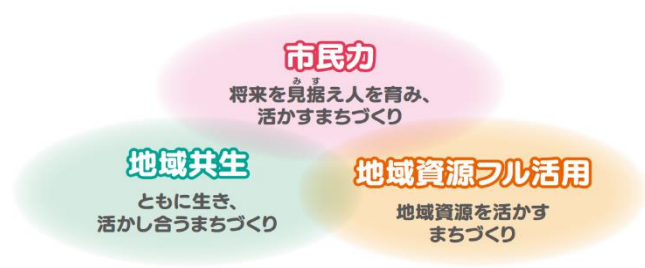 市民力
将来を見据え人を育み、
活かすまちづくり
地域共生
ともに生き、
活かし合うまちづくり
地域資源フル活用
地域資源を活かす
まちづくり